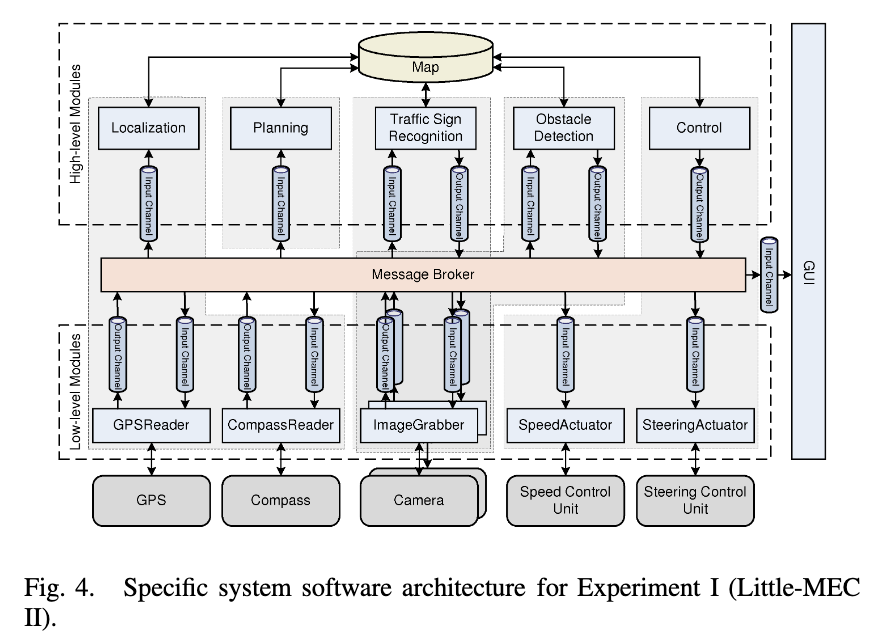 High-level Modules
Map
Localization
Planning
Traffic Sign
Recognition
Obstacle
Detection
Control
Input Channel
Input Channel
Input Channel
Output Channel
Input Channel
Output Channel
Output Channel
Message Broker
Input Channel
GUI
Low-level Modules
Output Channel
Input Channel
Output Channel
Input Channel
Output Channel
Input Channel
Input Channel
Input Channel
GPSReader
CompassReader
ImageGrabber
SpeedActuator
SteeringActuator
GPS
Compass
Camera
Speed Control
Unit
Steering Control
Unit
Fig. 4. Specific system software architecture for Experiment I (Little-MEC
II).